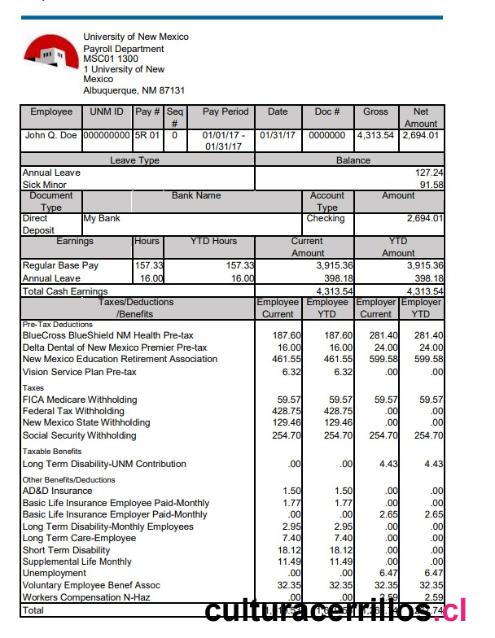 University of New Mexico
Payroll Department
MSC01 1300
1 University of New
Mexico
Albuquerque, NM 87131
Employee UNM ID Pay # Seq # Pay Period Date Doc # Gross Net Amount
John Q. Doe 000000000 5R 01 0 01/01/17 - 01/31/17 01/31/17 0000000 4,313.54 2,694.01
Leave Type Balance
Annual Leave 127.24
Sick Minor 91.58
Document Type Bank Name Account Type Amount
Direct Deposit My Bank Checking 2,694.01
Earnings Hours YTD Hours Current Amount YTD Amount
Regular Base Pay 157.33 157.33 3,915.36 3,915.36
Annual Leave 16.00 16.00 398.18 398.18
Total Cash Earnings 4,313.54 4,313.54
Taxes/Deductions /Benefits Employee Current Employee YTD Employer Current Employer YTD
Pre-Tax Deductions
BlueCross BlueShield NM Health Pre-tax 187.60 187.60 281.40 281.40
Delta Dental of New Mexico Premier Pre-tax 16.00 16.00 24.00 24.00
New Mexico Education Retirement Association 461.55 461.55 599.58 599.58
Vision Service Plan Pre-tax 6.32 6.32 .00 .00
Taxes
FICA Medicare Withholding 59.57 59.57 59.57 59.57
Federal Tax Withholding 428.75 428.75 .00 .00
New Mexico State Withholding 129.46 129.46 .00 .00
Social Security Withholding 254.70 254.70 254.70 254.70
Taxable Benefits
Long Term Disability-UNM Contribution .00 .00 4.43 4.43
Other Benefits/Deductions
AD&D Insurance 1.50 1.50 .00 .00
Basic Life Insurance Employee Paid-Monthly 1.77 1.77 .00 .00
Basic Life Insurance Employer Paid-Monthly .00 .00 2.65 2.65
Long Term Disability-Monthly Employees 2.95 2.95 .00 .00
Long Term Care-Employee 7.40 7.40 .00 .00
Short Term Disability 18.12 18.12 .00 .00
Supplemental Life Monthly 11.49 11.49 .00 .00
Unemployment .00 .00 6.47 6.47
Voluntary Employee Benef Assoc 32.35 32.35 32.35 32.35
Workers Compensation N-Haz .00 .00 2.59 2.59
Total
culturacerrillos.cl